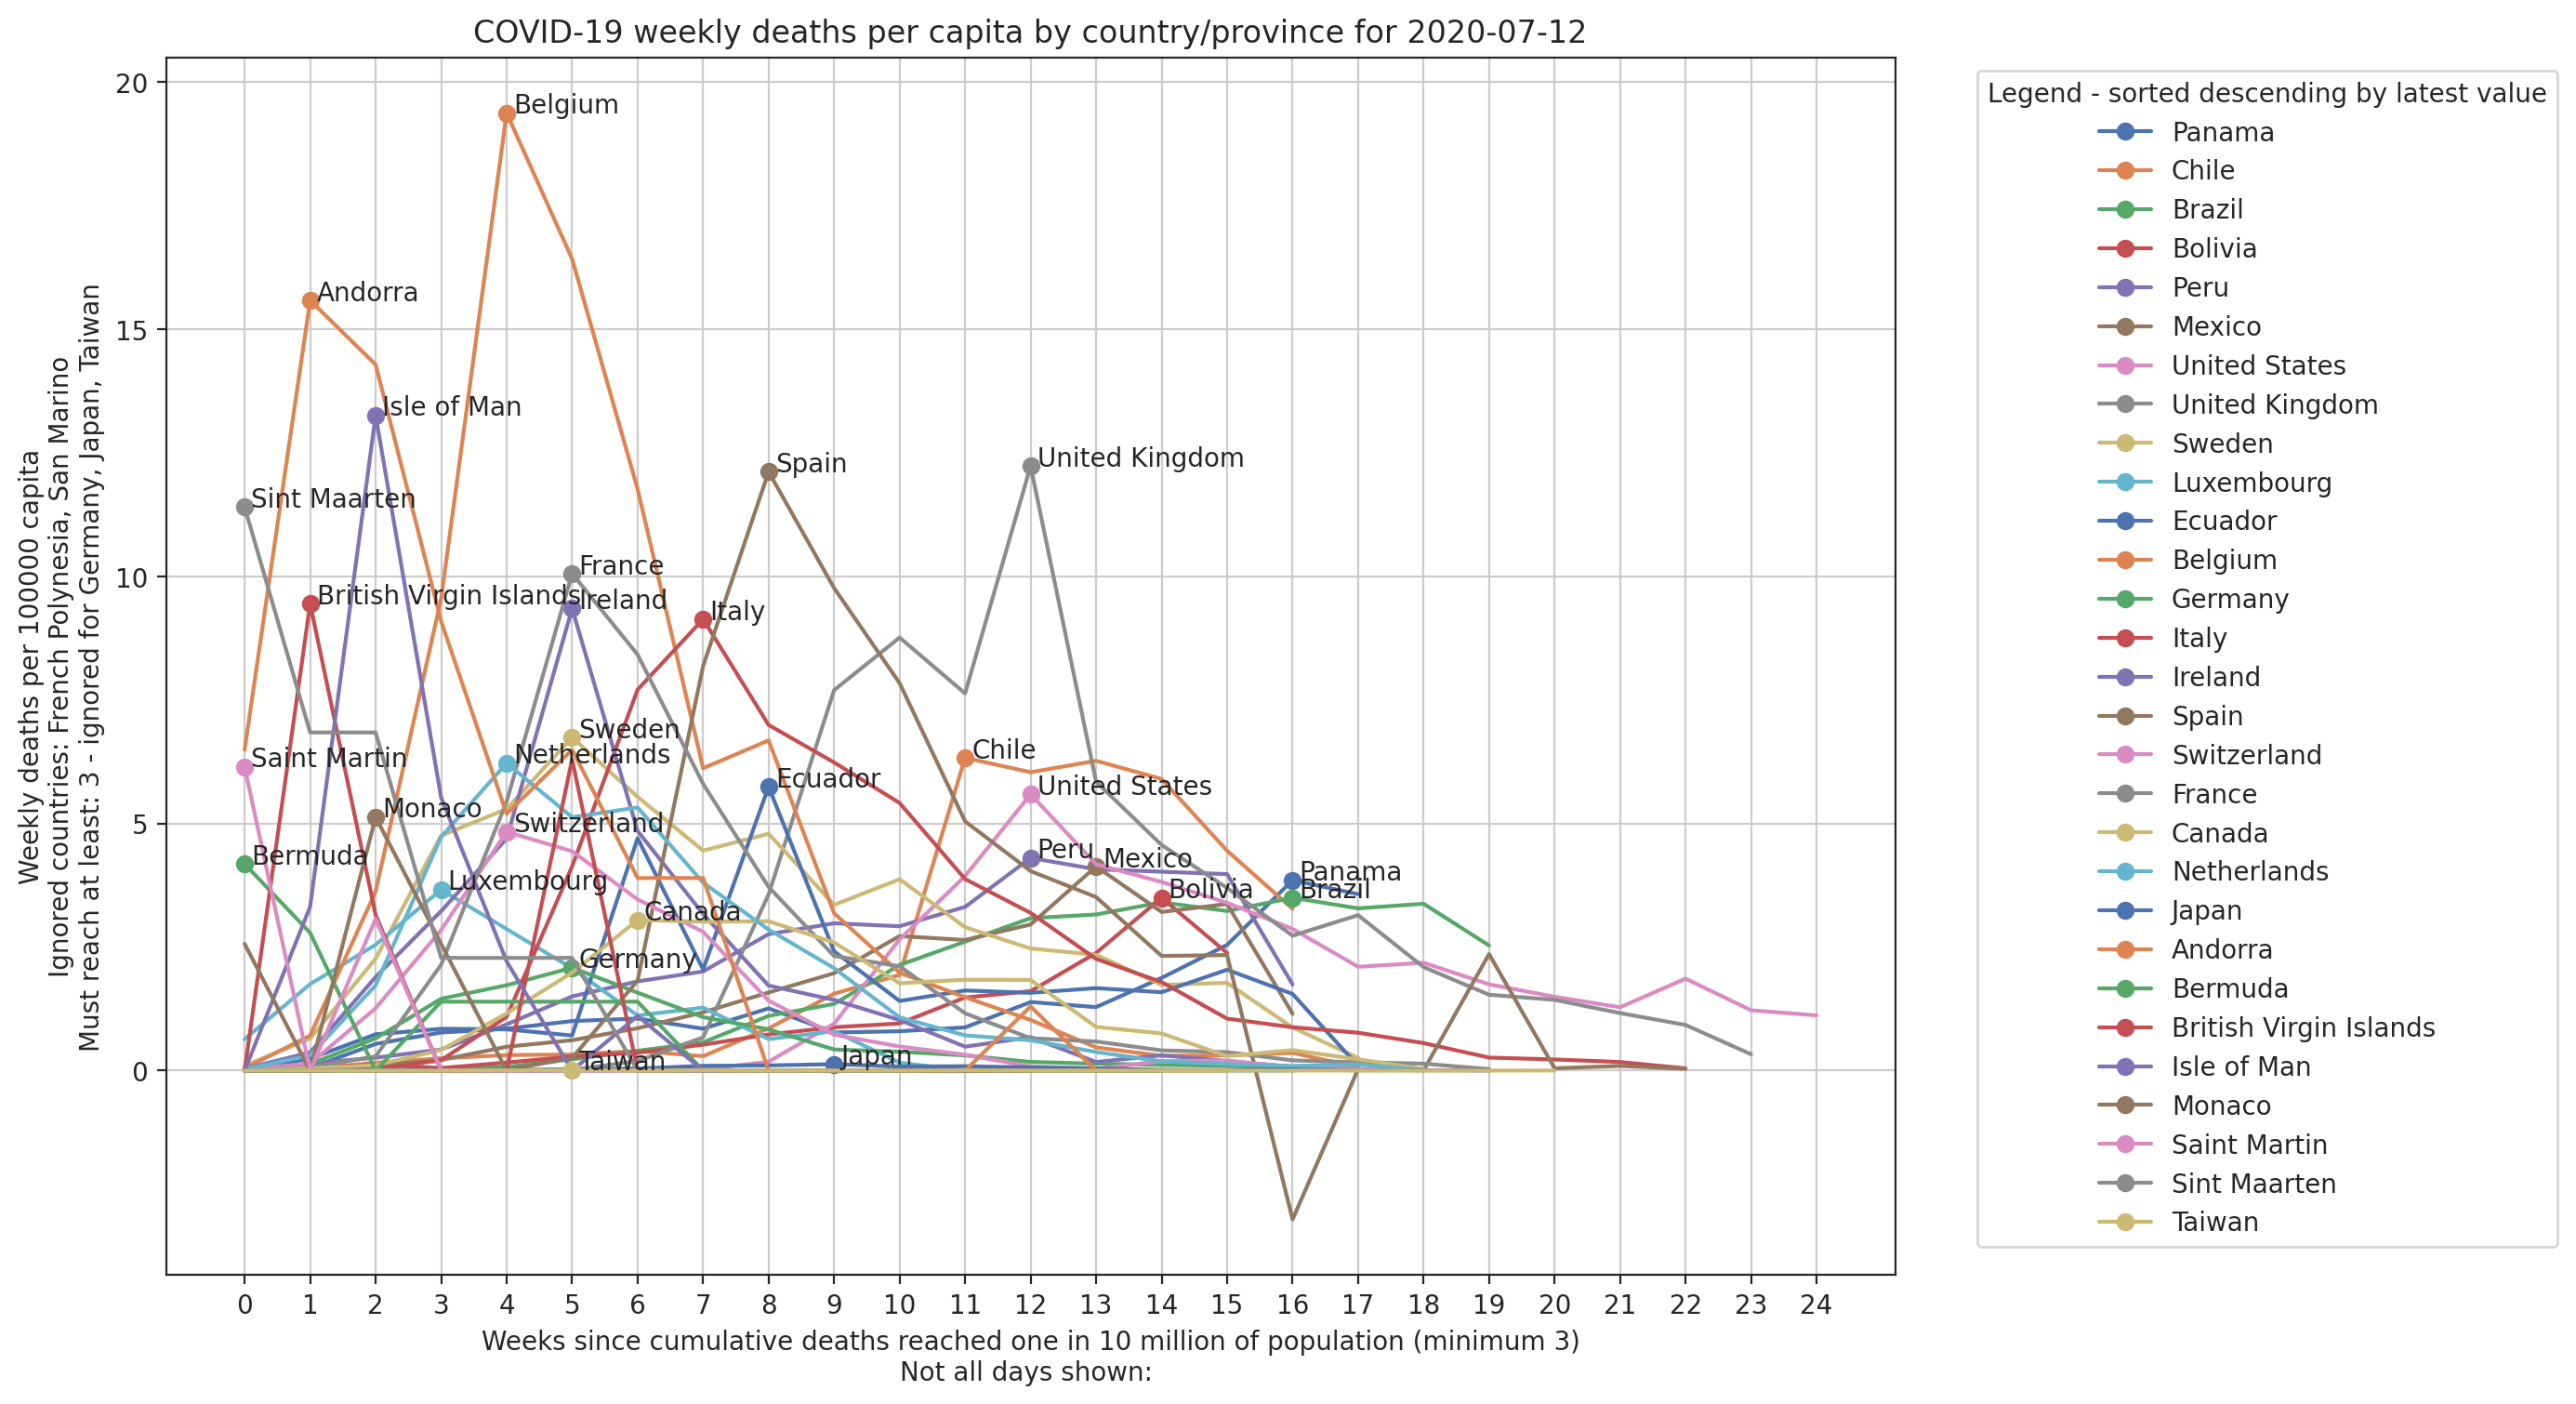 COVID-19 weekly deaths per capita by country/province for 2020-07-12
Weekly deaths per 100000 capita
Ignored countries: French Polynesia, San Marino
Must reach at least: 3 - ignored for Germany, Japan, Taiwan
20
15
10
5
0
Belgium
Andorra
Isle of Man
Spain
United Kingdom
Sint Maarten
France
British Virgin Islands
Ireland
Italy
Sweden
Netherlands
Chile
Saint Martin
Ecuador
United States
Monaco
Switzerland
Peru
Mexico
Bermuda
Panama
Luxembourg
Bolivia
Brazil
Canada
Germany
Taiwan
Japan
0 1 2 3 4 5 6 7 8 9 10 11 12 13 14 15 16 17 18 19 20 21 22 23 24
Weeks since cumulative deaths reached one in 10 million of population (minimum 3)
Not all days shown:
Legend - sorted descending by latest value
Panama
Chile
Brazil
Bolivia
Peru
Mexico
United States
United Kingdom
Sweden
Luxembourg
Ecuador
Belgium
Germany
Italy
Ireland
Spain
Switzerland
France
Canada
Netherlands
Japan
Andorra
Bermuda
British Virgin Islands
Isle of Man
Monaco
Saint Martin
Sint Maarten
Taiwan